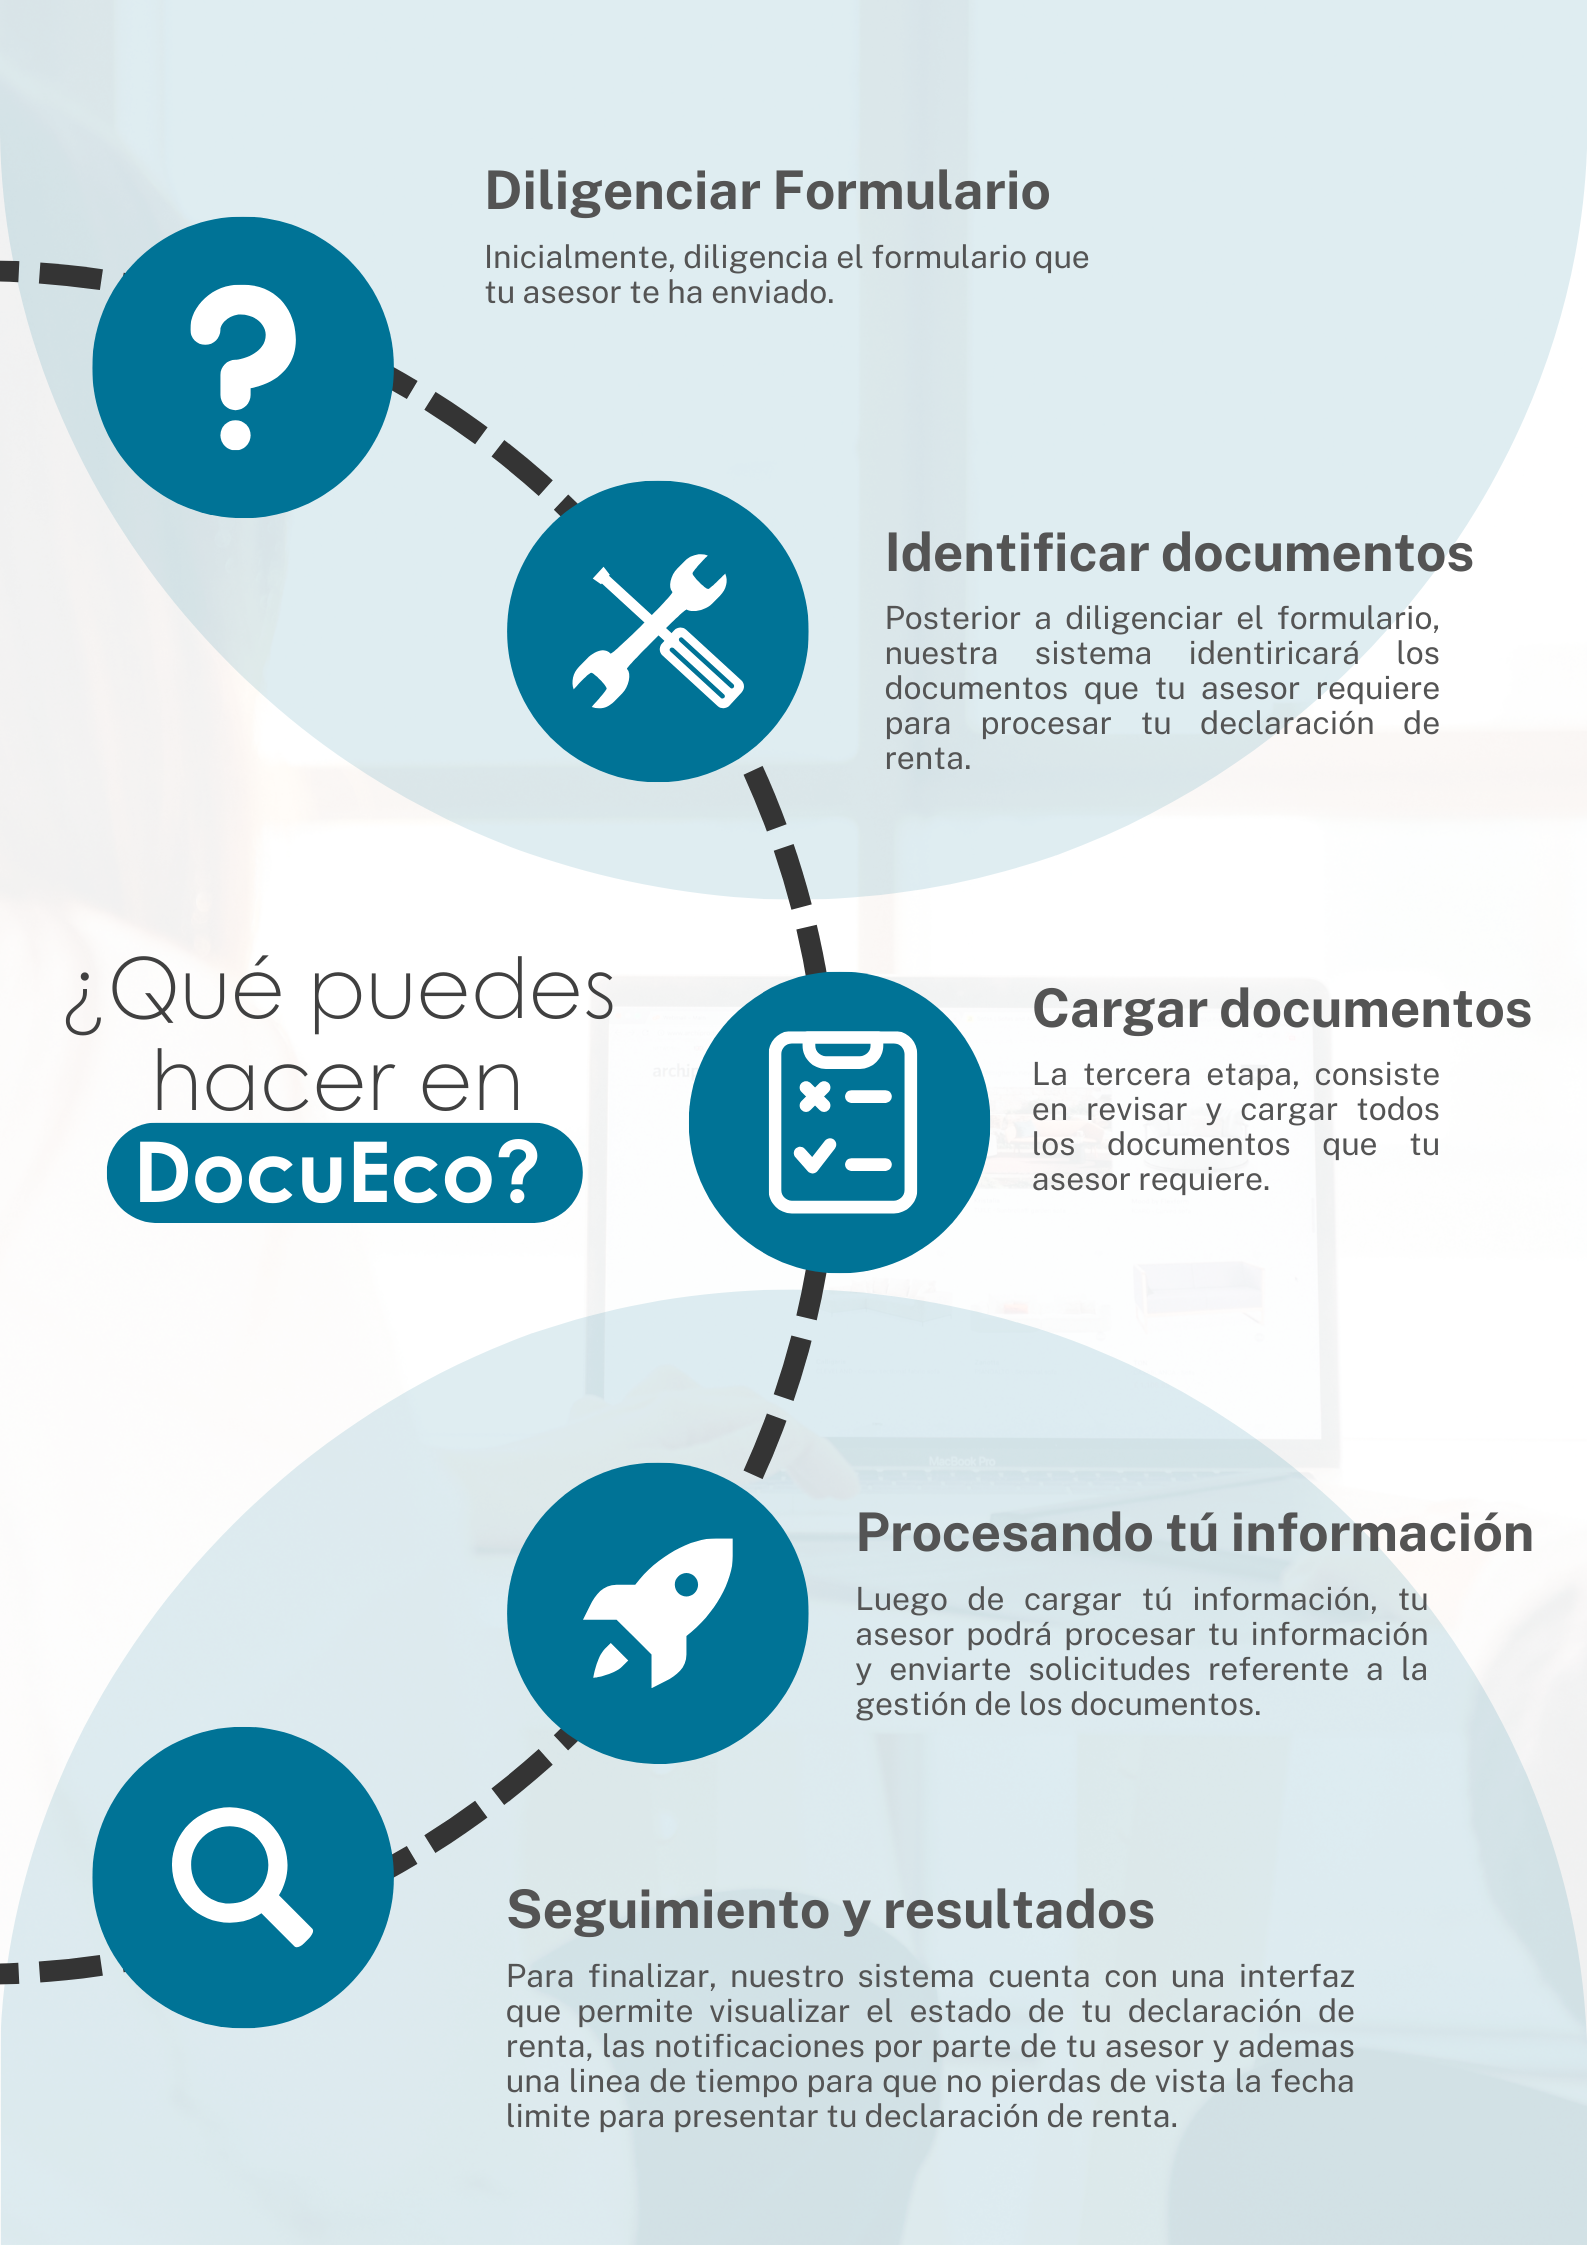 Diligenciar Formulario
Inicialmente, diligencia el formulario que
tu asesor te ha enviado.
Identificar documentos
Posterior a diligenciar el formulario,
nuestra sistema identiricará los
documentos que tu asesor requiere
para procesar tu declaración de
renta.
¿Qué puedes
hacer en
DocuEco?
Cargar documentos
La tercera etapa, consiste
en revisar y cargar todos
los documentos que tu
asesor requiere.
MacBook Pro
Procesando tú información
Luego de cargar tú información, tu
asesor podrá procesar tu información
y enviarte solicitudes referente a la
gestión de los documentos.
Seguimiento y resultados
Para finalizar, nuestro sistema cuenta con una interfaz
que permite visualizar el estado de tu declaración de
renta, las notificaciones por parte de tu asesor y ademas
una linea de tiempo para que no pierdas de vista la fecha
limite para presentar tu declaración de renta.